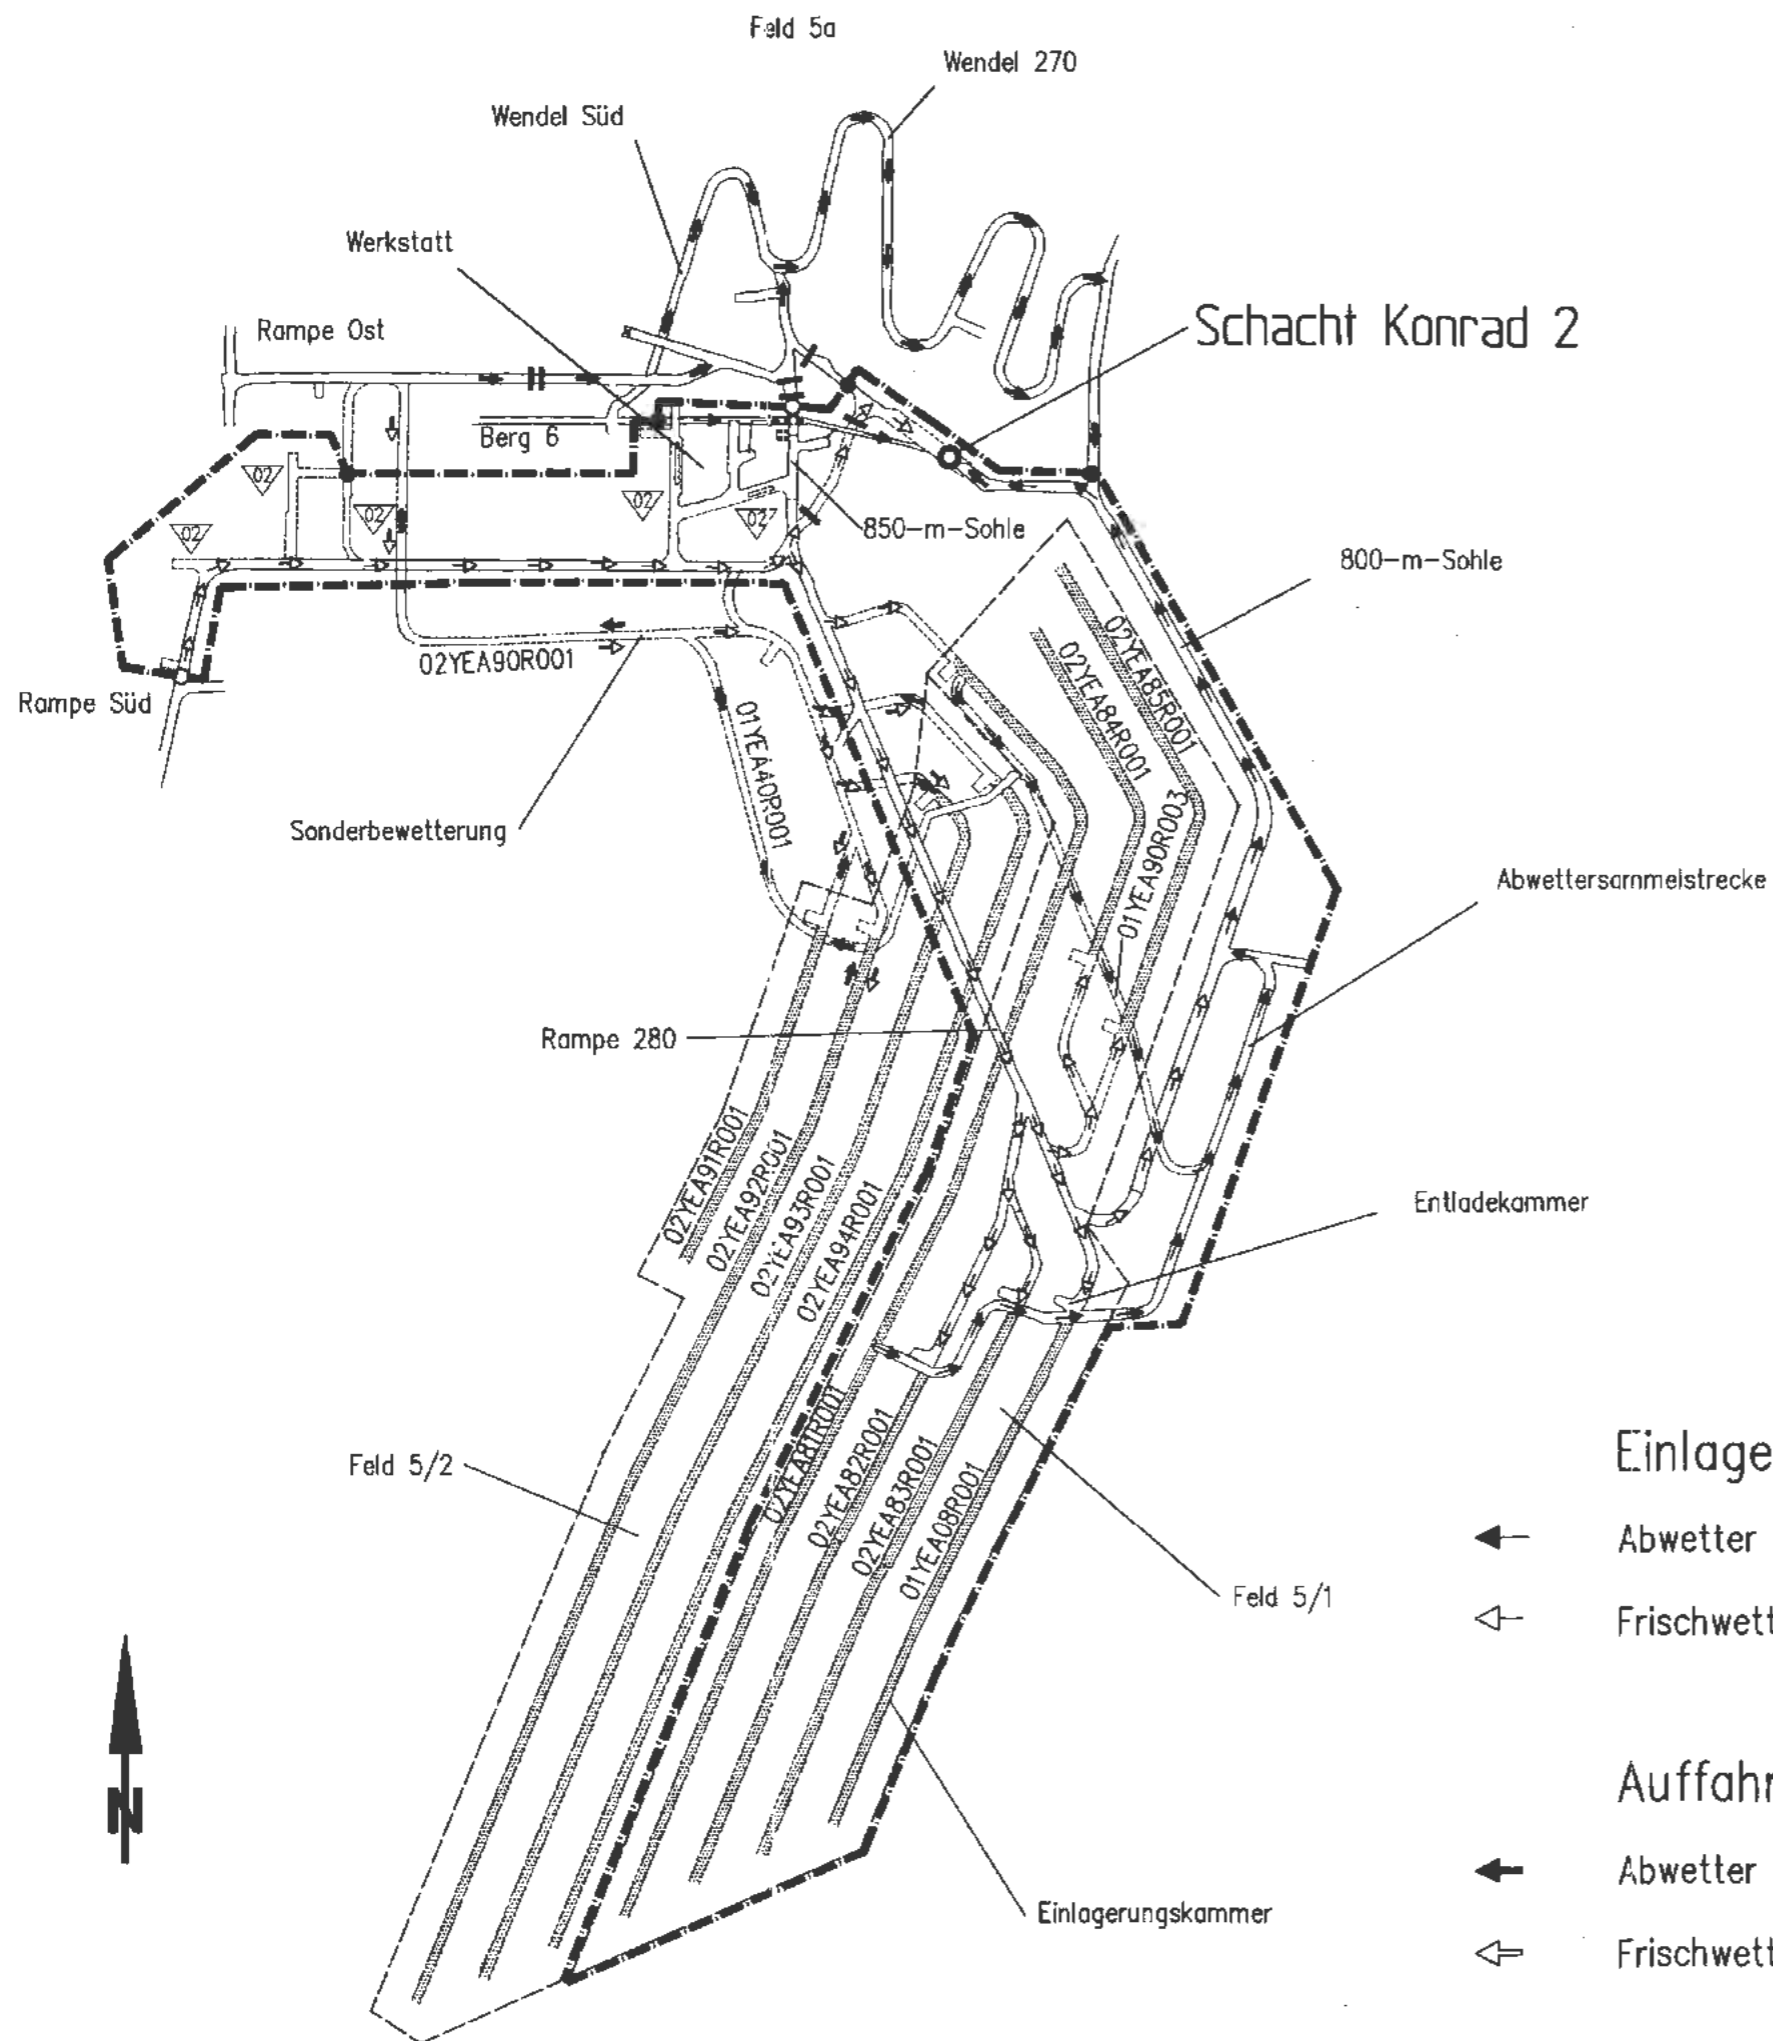 Feld 5a
Wendel 270
Wendel Süd
Werkstatt
Rampe Ost
Schacht Konrad 2
Berg 6
02
02
02
02
02
850-m-Sohle
800-m-Sohle
02YEA90R001
Rampe Süd
01YEA40R001
02YEA85R001
02YEA84R001
01YEA90R003
Sonderbewetterung
Abwettersammelstrecke
Rampe 280
02YEA91R001
02YEA92R001
02YEA93R001
02YEA94R001
Entladekammer
02YEA81R001
02YEA82R001
02YEA83R001
01YEA08R001
Feld 5/2
Feld 5/1
Einlage
Abwetter
Frischwett
N
Auffahr
Abwetter
Einlagerungskammer
Frischwett